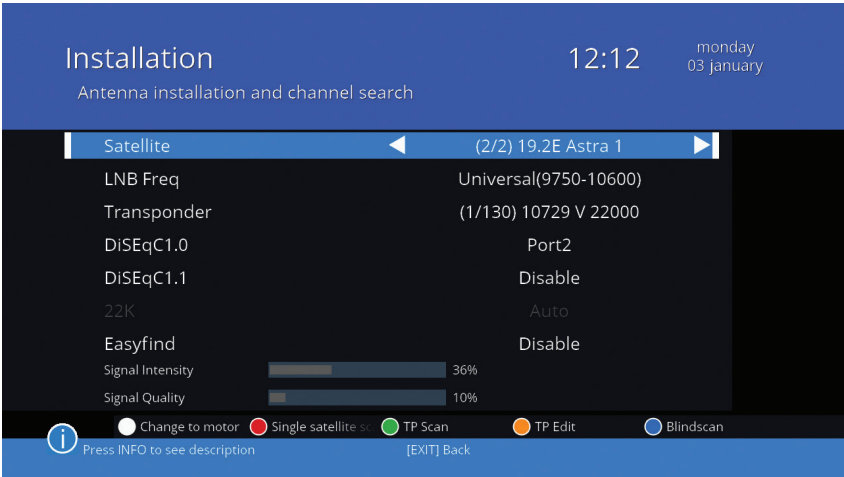 Installation
12:12
monday
03 january
Antenna installation and channel search
Satellite (2/2) 19.2E Astra 1
LNB Freq Universal(9750-10600)
Transponder (1/130) 10729 V 22000
DiSEqC1.0 Port2
DiSEqC1.1 Disable
22K Auto
Easyfind Disable
Signal Intensity 36%
Signal Quality 10%
Change to motor Single satellite TP Scan TP Edit Blindscan
Press INFO to see description [EXIT] Back